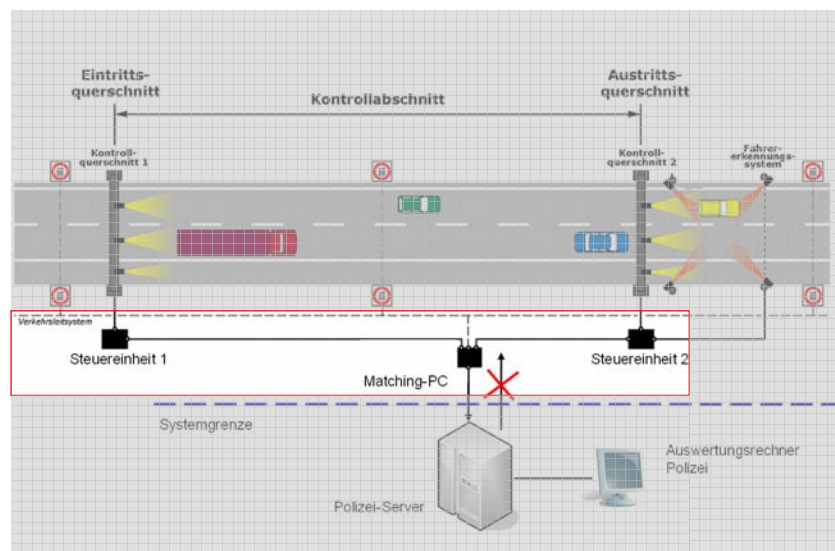 Eintritts-
querschnitt
Austritts-
querschnitt
Kontrollabschnitt
Kontroll-
querschnitt 1
Kontroll-
querschnitt 2
Fahrer-
erkennungs-
system
Verkehrsleitsystem
Steuereinheit 1
Steuereinheit 2
Matching-PC
Systemgrenze
Auswertungsrechner
Polizei
Polizei-Server